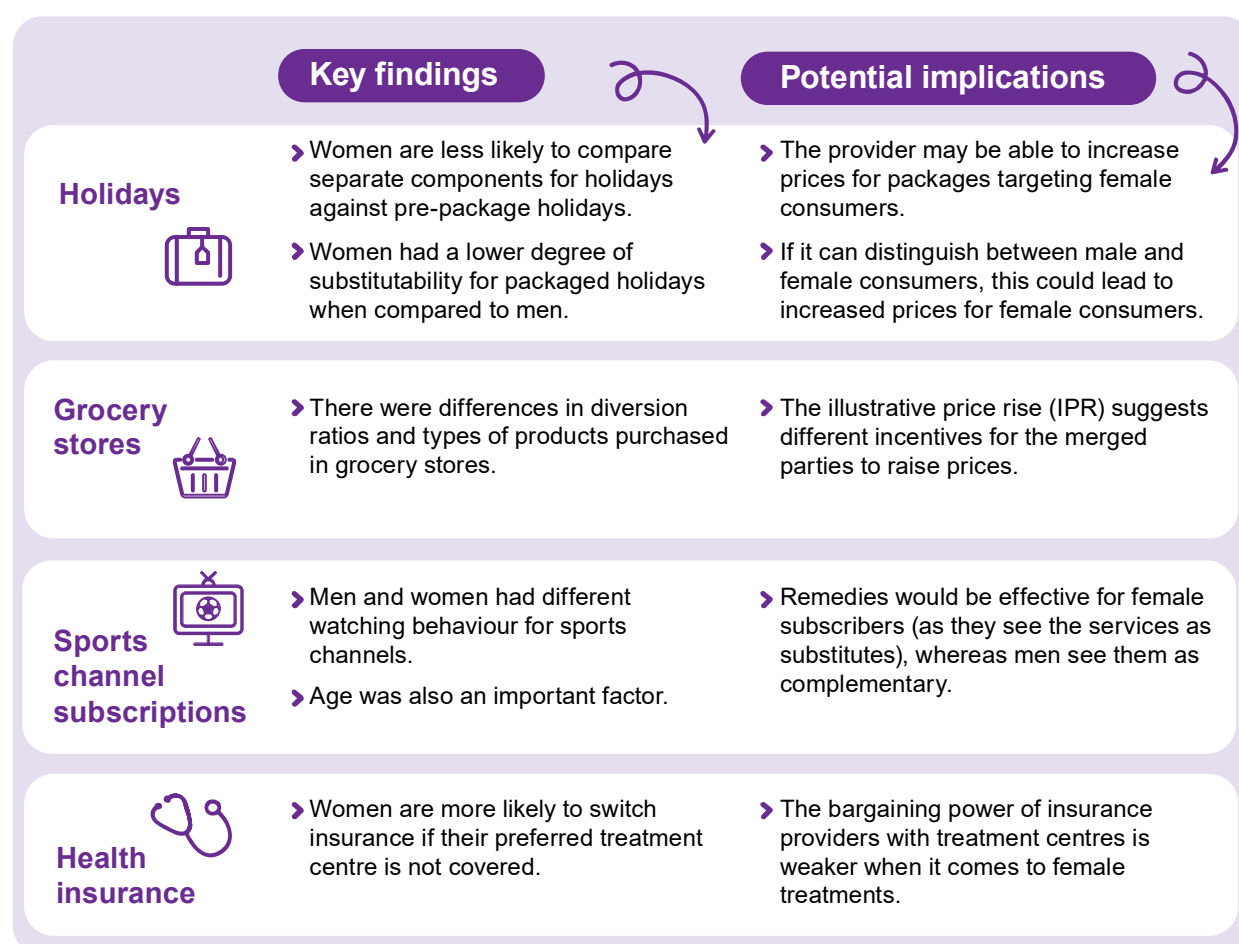 Key findings
Potential implications
Holidays
Women are less likely to compare
separate components for holidays
against pre-package holidays.
Women had a lower degree of
substitutability for packaged holidays
when compared to men.
The provider may be able to increase
prices for packages targeting female
consumers.
If it can distinguish between male and
female consumers, this could lead to
increased prices for female consumers.
Grocery
stores
There were differences in diversion
ratios and types of products purchased
in grocery stores.
The illustrative price rise (IPR) suggests
different incentives for the merged
parties to raise prices.
Sports
channel
subscriptions
Men and women had different
watching behaviour for sports
channels.
Age was also an important factor.
Remedies would be effective for female
subscribers (as they see the services as
substitutes), whereas men see them as
complementary.
Health
insurance
Women are more likely to switch
insurance if their preferred treatment
centre is not covered.
The bargaining power of insurance
providers with treatment centres is
weaker when it comes to female
treatments.